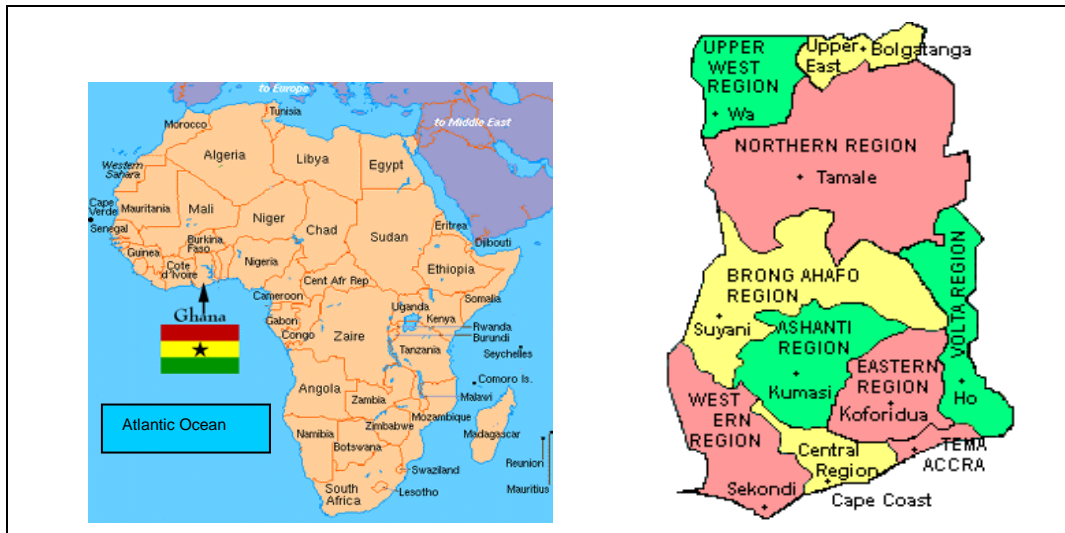 to Europe
to Middle East
Tunisia
Morocco
Algeria
Libya
Egypt
Western
Sahara
Cape
Verde
Mauritania
Mali
Niger
Chad
Sudan
Eritrea
Djibouti
Senegal
Burkina
Faso
Guinea
Cote
d'Ivoire
Nigeria
Ethiopia
Cent Afr Rep
Cameroon
Somalia
Uganda
Kenya
Ghana
Gabon
Congo
Zaire
Rwanda
Burundi
Tanzania
Seychelles
Comoro Is.
Angola
Zambia
Malawi
Mozambique
Zimbabwe
Madagascar
Namibia
Botswana
Swaziland
Reunion
Mauritius
South
Africa
Lesotho
Atlantic Ocean
UPPER
WEST
REGION
Wa
Upper
East
Bolgatanga
NORTHERN REGION
Tamale
BRONG AHAFO
REGION
Suyani
VOLTA REGION
Ho
ASHANTI
REGION
Kumasi
EASTERN
REGION
Koforidua
WEST
ERN
REGION
Sekondi
Central
Region
Cape Coast
TEMA
ACCRA